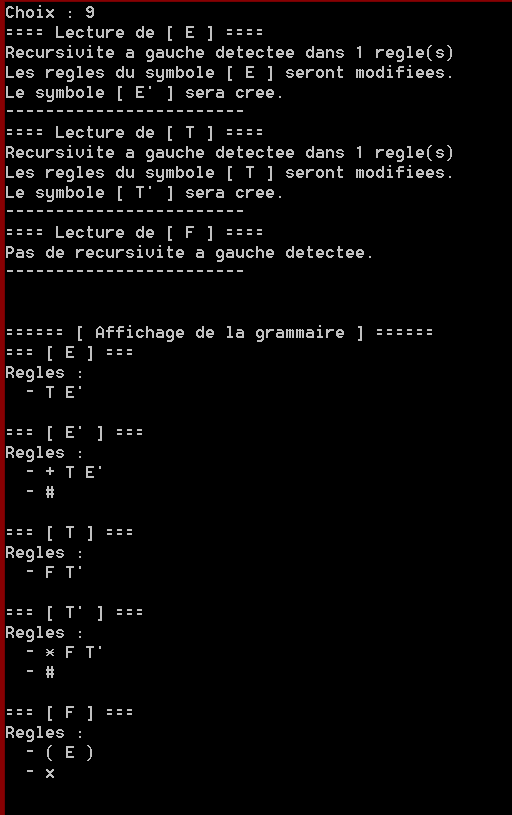 Choix : 9
==== Lecture de [ E ] ====
Recursivite a gauche detectee dans 1 regle(s)
Les regles du symbole [ E ] seront modifiees.
Le symbole [ E' ] sera cree.
------------------------
==== Lecture de [ T ] ====
Recursivite a gauche detectee dans 1 regle(s)
Les regles du symbole [ T ] seront modifiees.
Le symbole [ T' ] sera cree.
------------------------
==== Lecture de [ F ] ====
Pas de recursivite a gauche detectee.
------------------------
====== [ Affichage de la grammaire ] ======
=== [ E ] ===
Regles :
- T E'
=== [ E' ] ===
Regles :
- + T E'
- #
=== [ T ] ===
Regles :
- F T'
=== [ T' ] ===
Regles :
- * F T'
- #
=== [ F ] ===
Regles :
- ( E )
- x